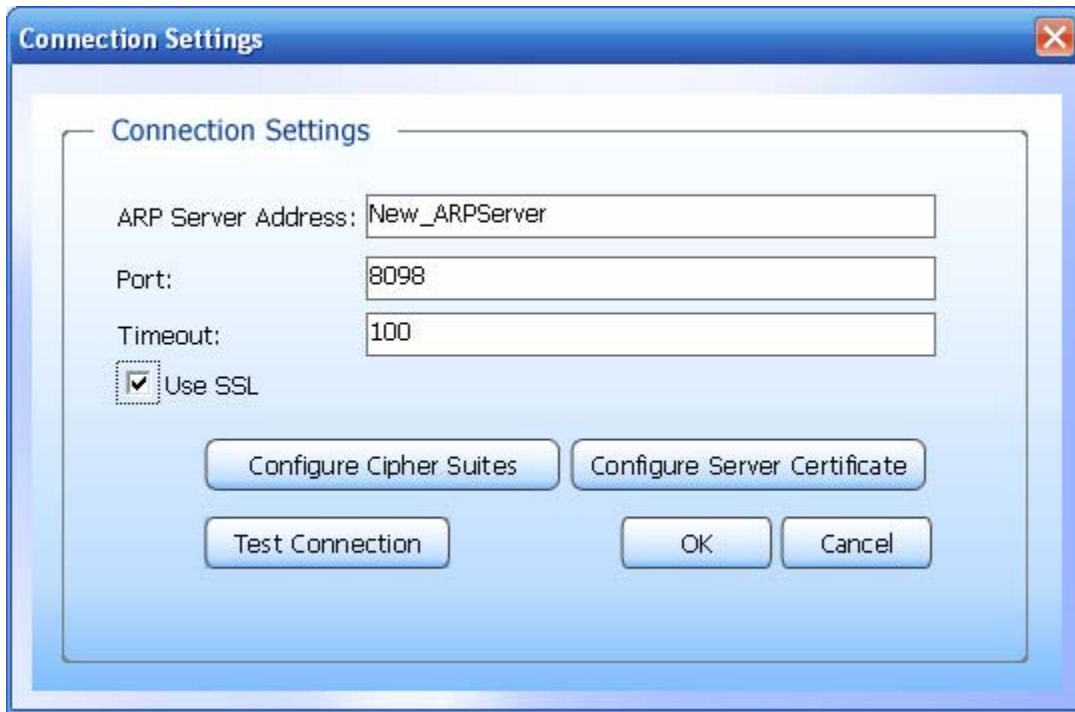 Connection Settings
Connection Settings
ARP Server Address: New_ARPServer
Port: 8098
Timeout: 100
Use SSL
Configure Cipher Suites Configure Server Certificate
Test Connection OK Cancel